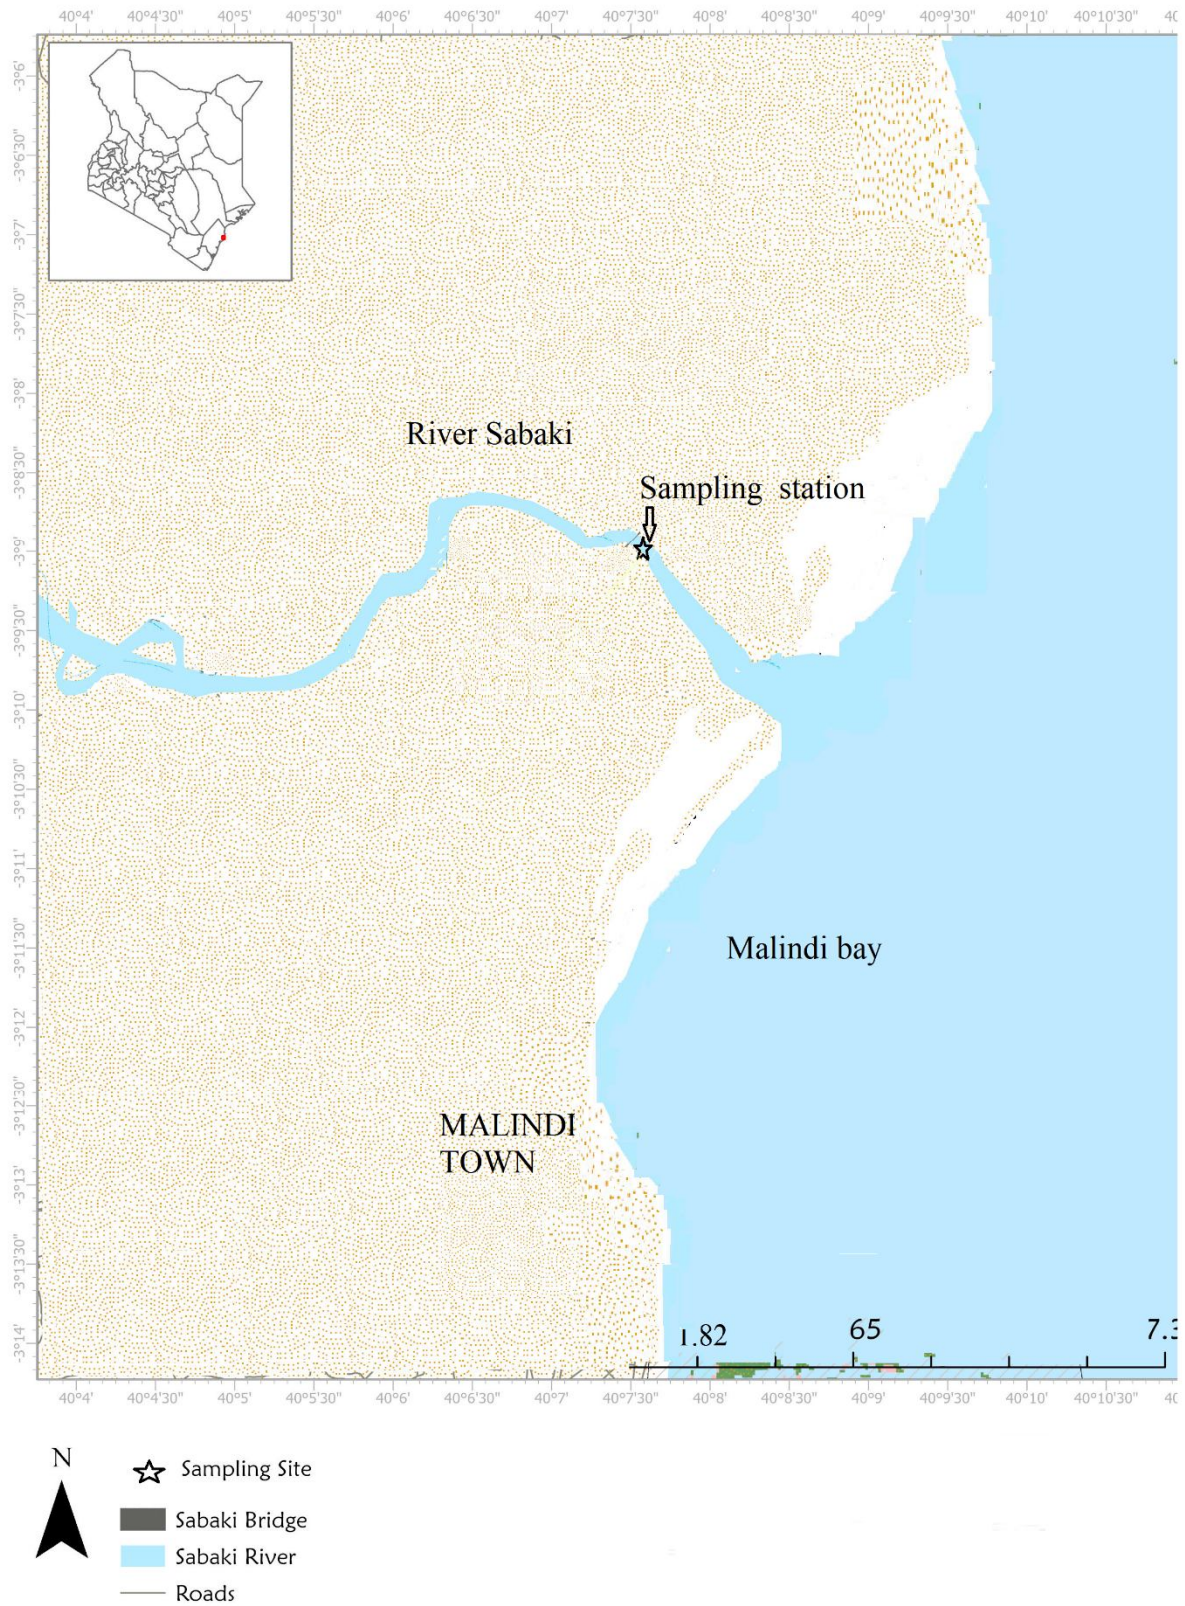 40°4' 40°4'30" 40°5' 40°5'30" 40°6' 40°6'30" 40°7' 40°7'30" 40°8' 40°8'30" 40°9' 40°9'30" 40°10' 40°10'30" 4(
-3°6'
-3°6'30"
-3°7'
-3°7'30"
-3°8'
River Sabaki
-3°8'30"
Sampling station
-3°9'
-3°9'30"
-3°10'
-3°10'30"
-3°11'
-3°11'30"
Malindi bay
-3°12'
-3°12'30"
MALINDI
TOWN
-3°13'
-3°13'30"
-3°14'
1.82 65 7.3
40°4' 40°4'30" 40°5' 40°5'30" 40°6' 40°6'30" 40°7' 40°7'30" 40°8' 40°8'30" 40°9' 40°9'30" 40°10' 40°10'30" 4(
N
Sampling Site
Sabaki Bridge
Sabaki River
Roads